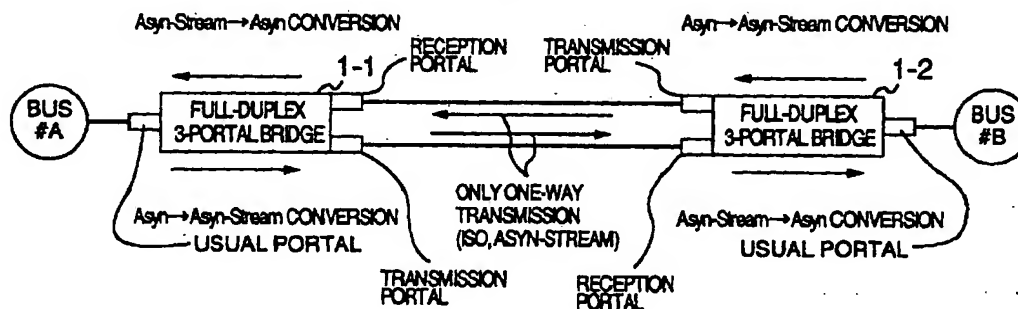 Asyn-Stream→Asyn CONVERSION
Asyn→Asyn-Stream CONVERSION
RECEPTION
PORTAL
TRANSMISSION
PORTAL
1-1
1-2
BUS
#A
FULL-DUPLEX
3-PORTAL BRIDGE
FULL-DUPLEX
3-PORTAL BRIDGE
BUS
#B
ONLY ONE-WAY
TRANSMISSION
(ISO, ASYN-STREAM)
Asyn→Asyn-Stream CONVERSION
USUAL PORTAL
Asyn-Stream→Asyn CONVERSION
USUAL PORTAL
TRANSMISSION
PORTAL
RECEPTION
PORTAL